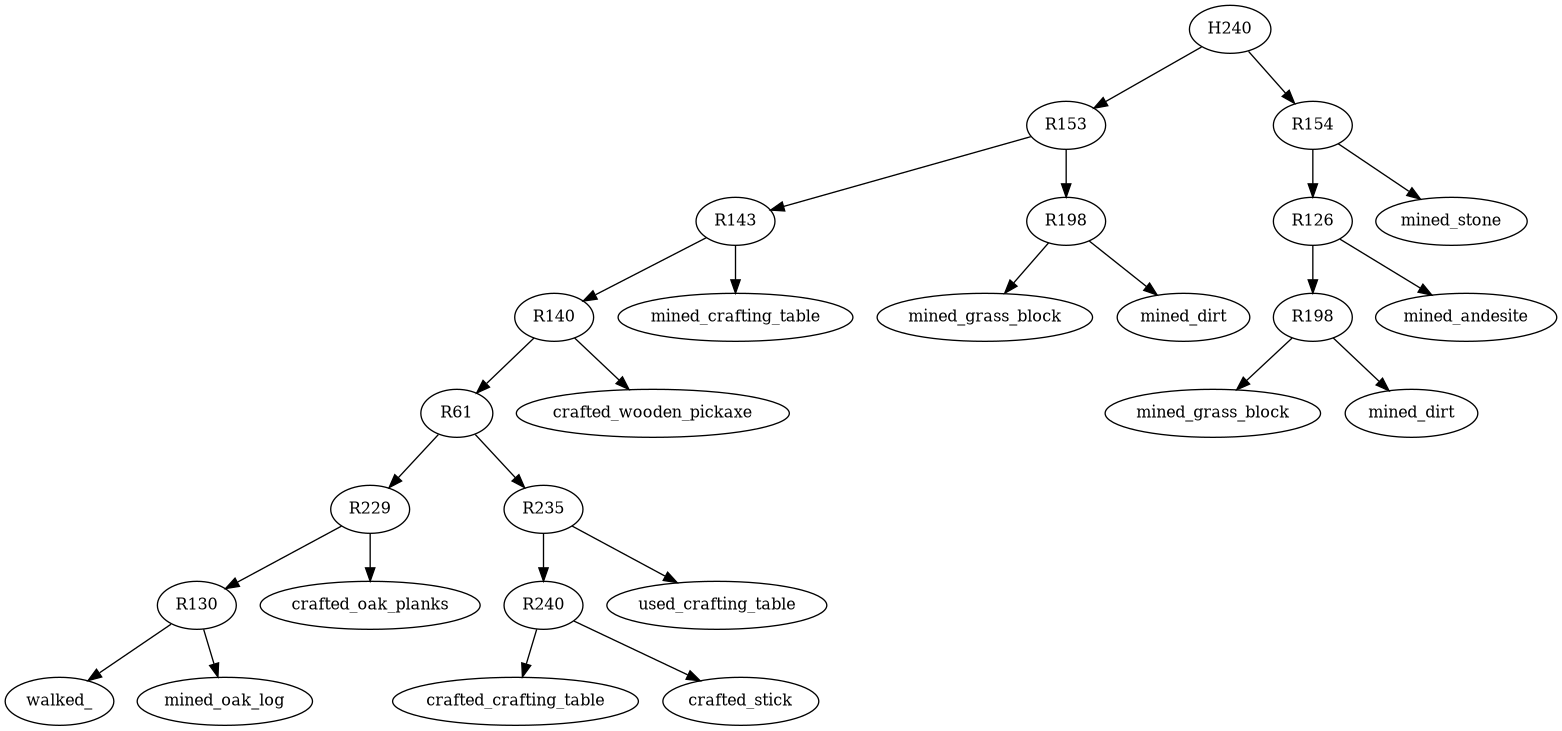 H240
R153
R154
R143
R198
R126
mined_stone
R140
mined_crafting_table
mined_grass_block
mined_dirt
R198
mined_andesite
R61
crafted_wooden_pickaxe
mined_grass_block
mined_dirt
R229
R235
R130
crafted_oak_planks
R240
used_crafting_table
walked_
mined_oak_log
crafted_crafting_table
crafted_stick